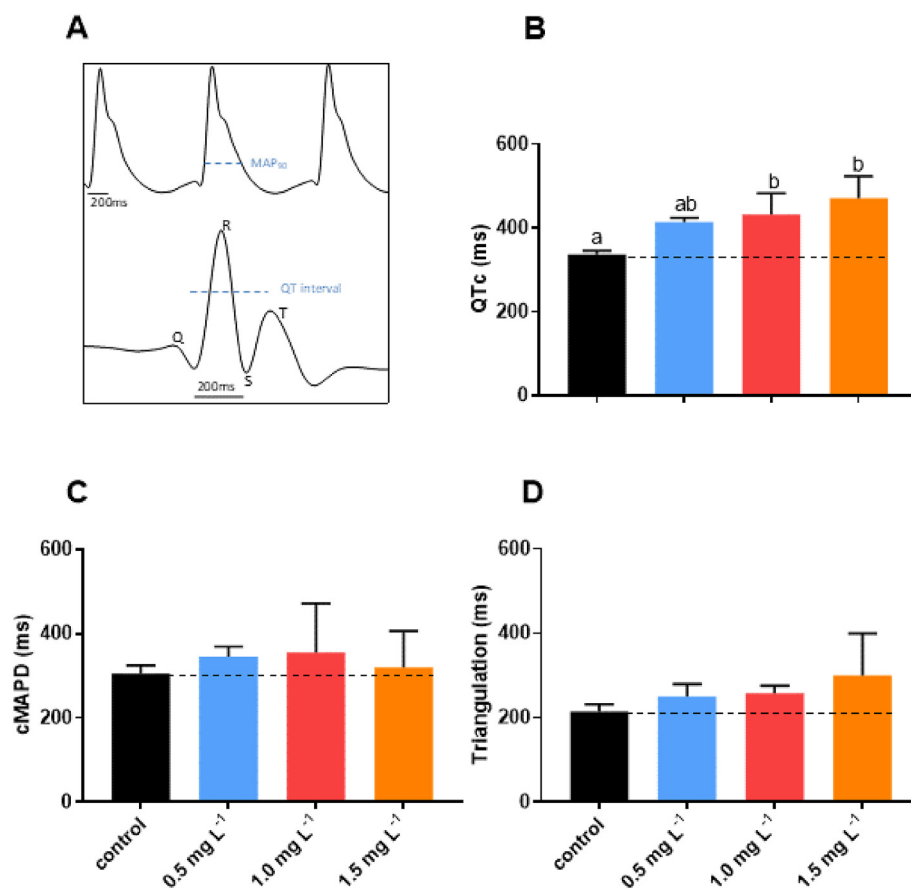 A
MAP90
200ms
R
QT interval
T
Q
S
200ms
B
QTc (ms)
600
400
200
0
a
ab
b
b
C
cMAPD (ms)
600
400
200
0
control
0.5 mg L⁻¹
1.0 mg L⁻¹
1.5 mg L⁻¹
D
Triangulation (ms)
600
400
200
0
control
0.5 mg L⁻¹
1.0 mg L⁻¹
1.5 mg L⁻¹